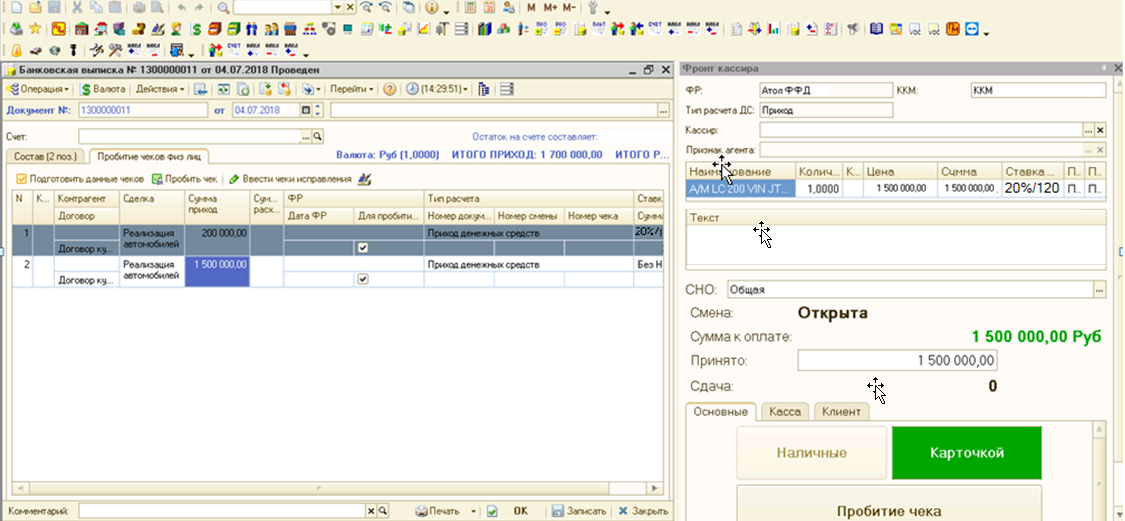 M M+ M-
Банковская выписка № 1300000011 от 04.07.2018 Проведен
Операция Валюта Действия Перейти (14:29:51)
Документ №: 1300000011 от 04.07.2018
Счет: Остаток на счете составляет:
Состав (2 поз.) Пробитие чеков физ лиц Валюта: Руб (1,0000) ИТОГО ПРИХОД: 1 700 000,00 ИТОГО Р...
Подготовить данные чеков Пробить чек Ввести чеки исправления
N К... Контрагент Сделка Сумма приход Сум... расх... ФР Тип расчета Ставк
Договор Дата ФР Для пробити... Номер докум... Номер смены Номер чека Сумма
1 Реализация автомобилей 200 000,00 Приход денежных средств 20%/1
Договор ку...
2 Реализация автомобилей 1 500 000,00 Приход денежных средств Без Н
Договор ку...
Комментарий: Печать OK Записать Закрыть
Фронт кассира
ФР: Атол ФФД ККМ: ККМ
Тип расчета ДС: Приход
Кассир:
Признак агента:
Колич... К... Цена Сумма Ставка ... П... П...
А/М LC 200 VIN JT... 1,0000 1 500 000,00 1 500 000,00 20%/120 П... П...
Текст
СНО: Общая
Смена: Открыта
Сумма к оплате: 1 500 000,00 Руб
Принято: 1 500 000,00
Сдача: 0
Основные Касса Клиент
Наличные Карточкой
Пробитие чека